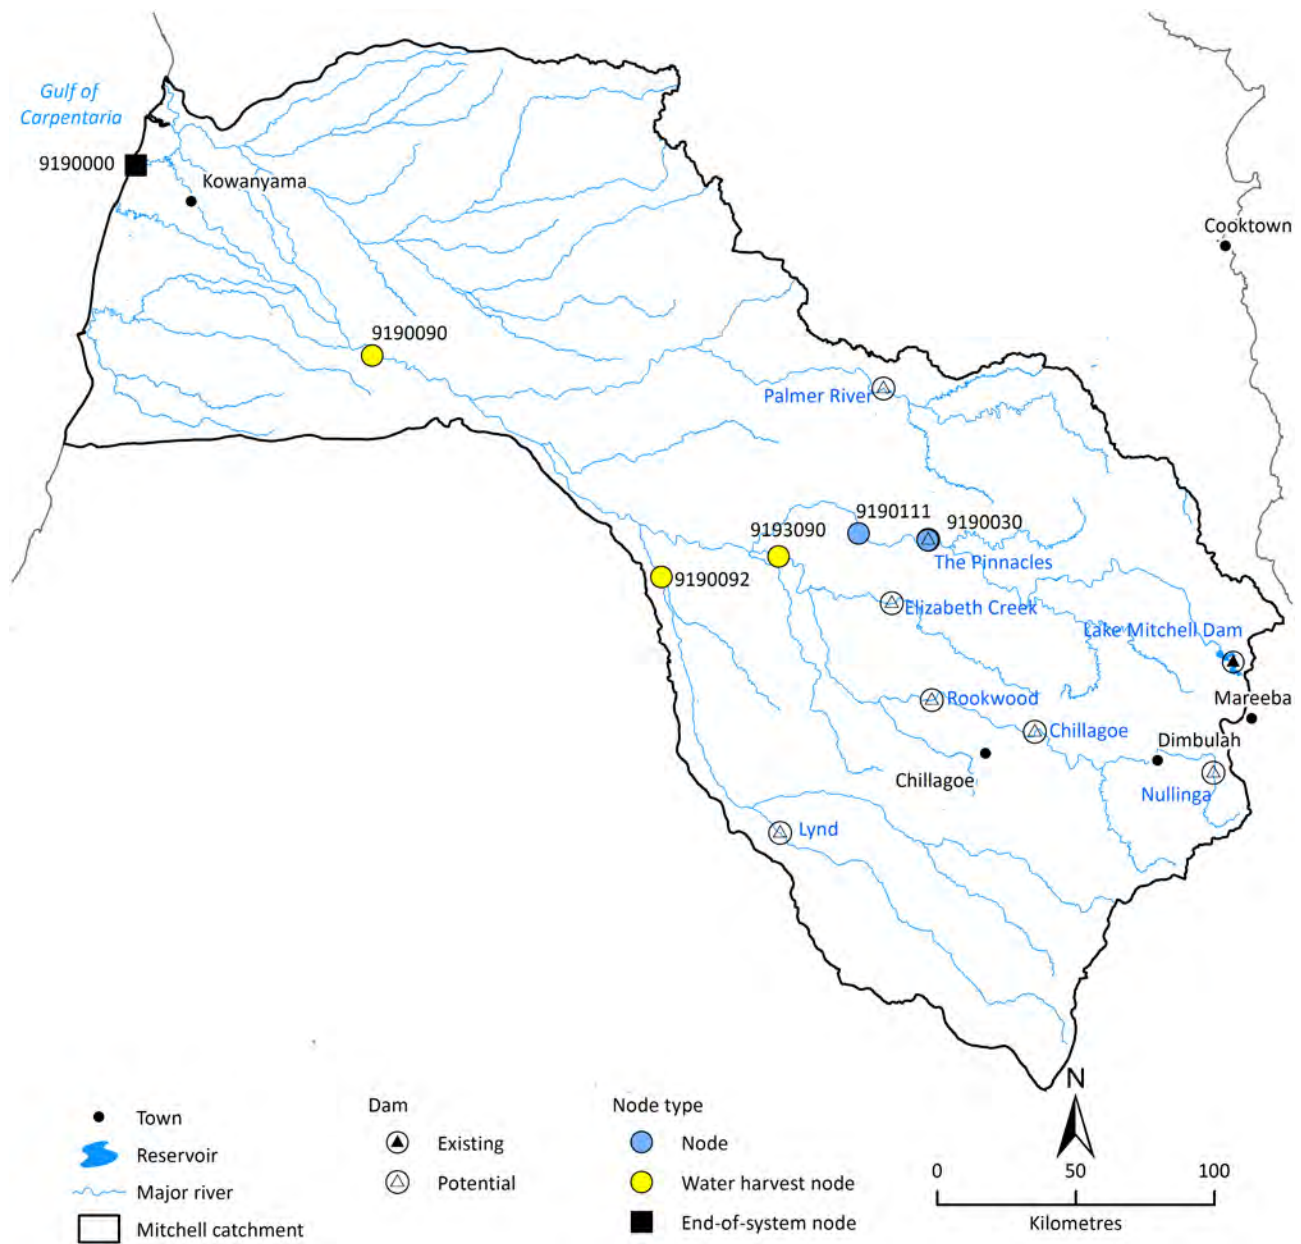 Gulf of
Carpentaria
9190000
Kowanyama
Cooktown
9190090
Palmer River
9190111
9190030
9193090
The Pinnacles
9190092
Elizabeth Creek
Lake Mitchell Dam
Rookwood
Mareeba
Chillagoe
Dimbulah
Chillagoe
Nullinga
Lynd
N
Town
Reservoir
Major river
Mitchell catchment
Dam
Existing
Potential
Node type
Node
Water harvest node
End-of-system node
0 50 100
Kilometres